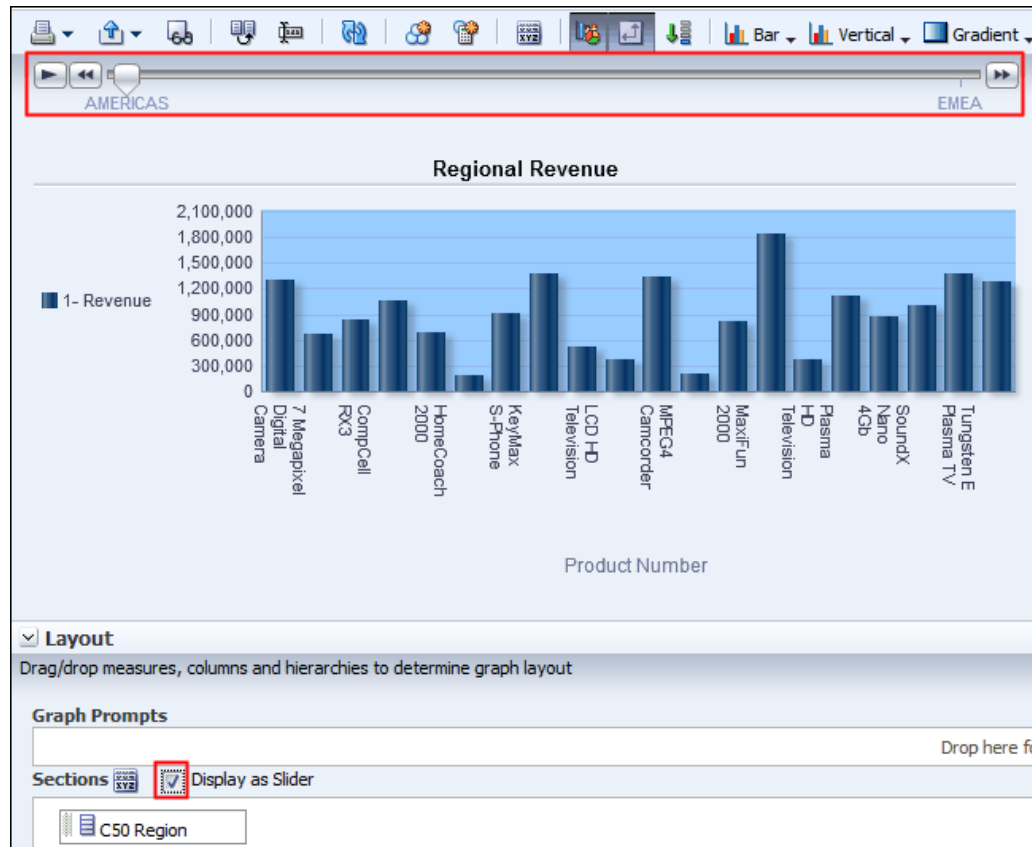 Bar Vertical Gradient
AMERICAS EMEA
Regional Revenue
2,100,000
1,800,000
1,500,000
1,200,000
900,000
600,000
300,000
0
1- Revenue
7 Megapixel
Digital
Camera
CompCell
RX3
HomeCoach
2000
KeyMax
S-Phone
LCD HD
Television
MPEG4
Camcorder
MaxiFun
2000
Plasma
HD
Television
SoundX
Nano
4Gb
Tungsten E
Plasma TV
Product Number
Layout
Drag/drop measures, columns and hierarchies to determine graph layout
Graph Prompts
Drop here fo
Sections XYZ Display as Slider
C50 Region